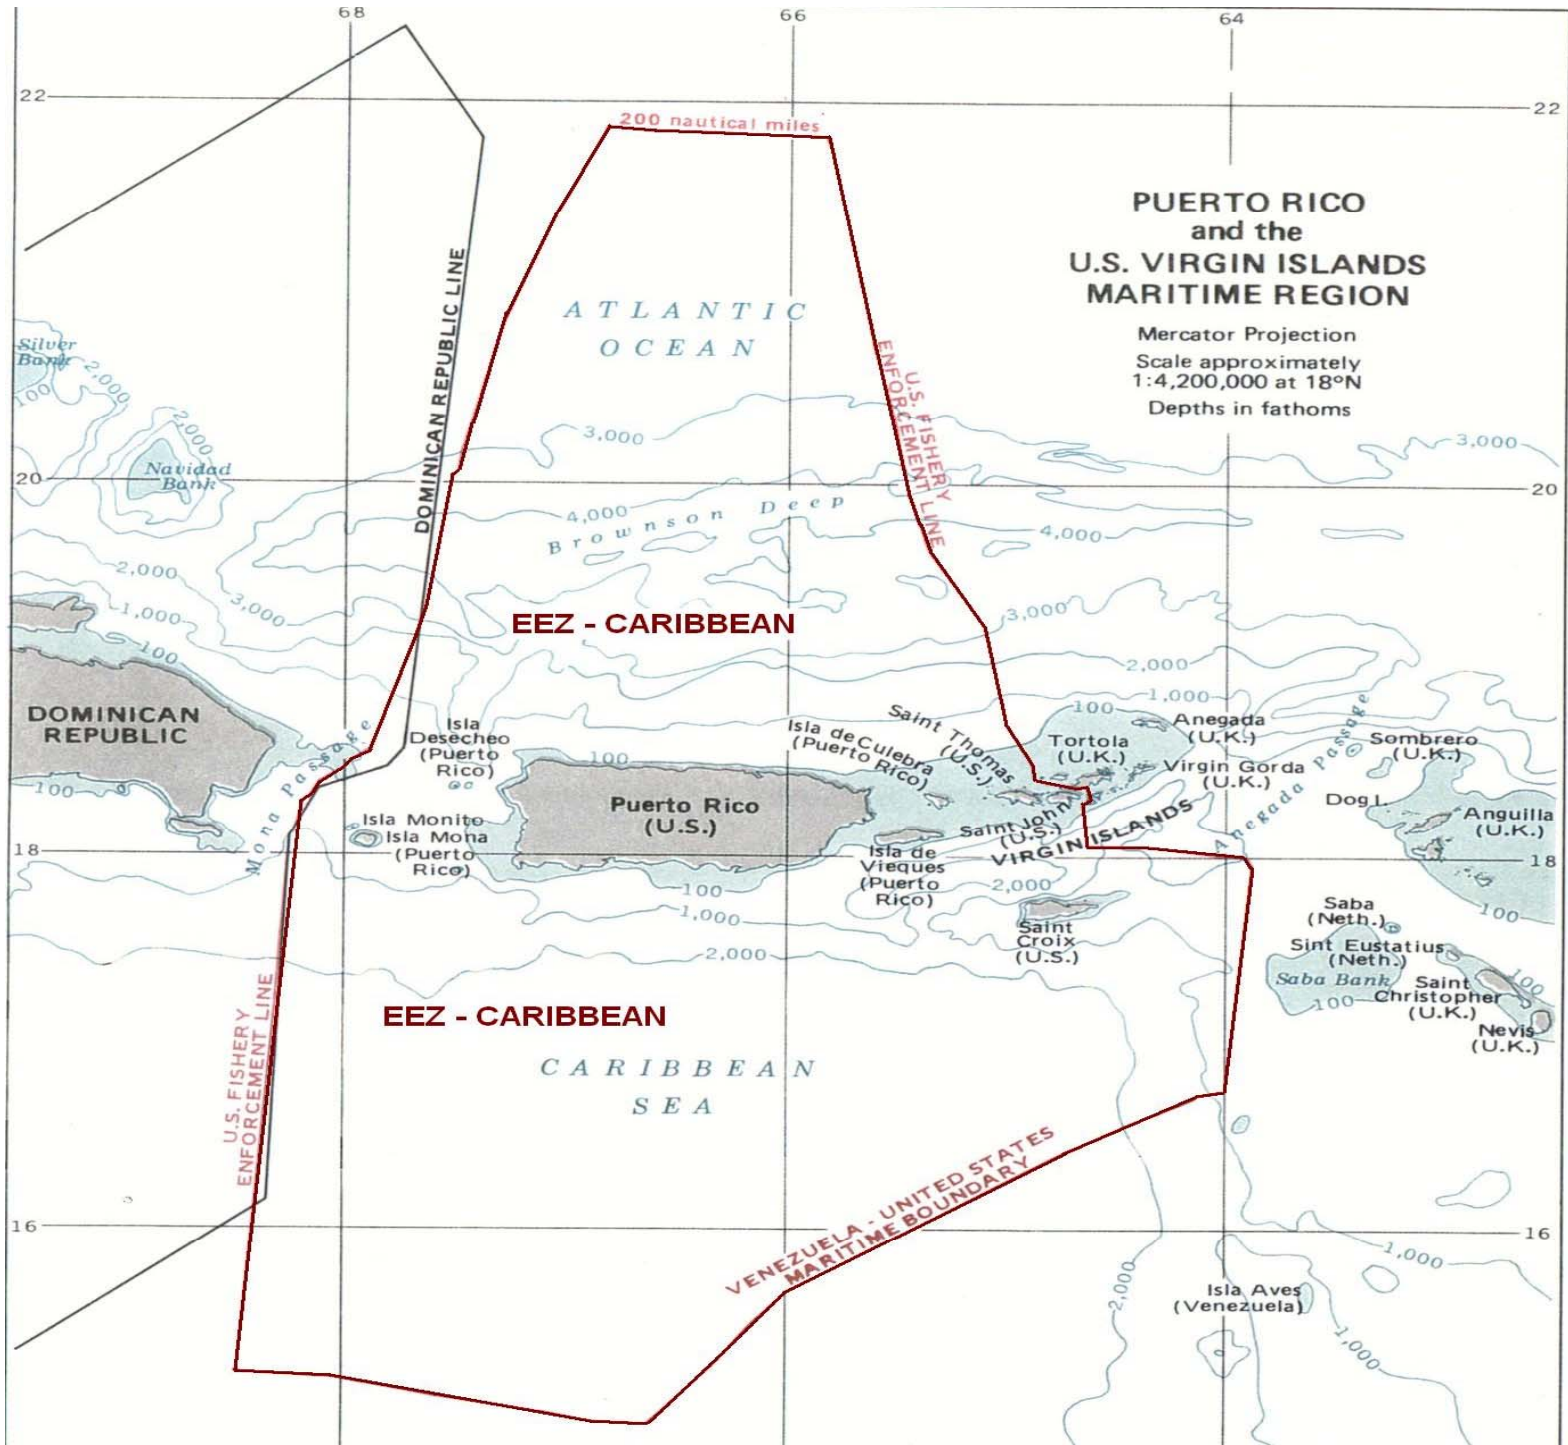 68
66
64
22
22
200 nautical miles
PUERTO RICO
and the
U.S. VIRGIN ISLANDS
MARITIME REGION
Mercator Projection
Scale approximately
1:4,200,000 at 18°N
Depths in fathoms
ATLANTIC
OCEAN
DOMINICAN REPUBLIC LINE
U.S. FISHERY
ENFORCEMENT LINE
Silver
Bank
2,000
100
2,000
Navidad
Bank
3,000
3,000
20
20
4,000
Brownson Deep
4,000
2,000
1,000
3,000
3,000
EEZ - CARIBBEAN
100
2,000
1,000
DOMINICAN
REPUBLIC
100
Mona Passage
Isla
Desecheo
(Puerto
Rico)
100
Isla de Culebra
(Puerto Rico)
Saint Thomas
(U.S.)
100
Tortola
(U.K.)
Anegada
(U.K.)
Virgin Gorda
(U.K.)
Anegada Passage
Sombrero
(U.K.)
Dog I.
Anguilla
(U.K.)
Puerto Rico
(U.S.)
Isla Monito
Isla Mona
(Puerto
Rico)
Saint John
(U.S.)
VIRGIN ISLANDS
18
18
Isla de
Vieques
(Puerto
Rico)
100
1,000
2,000
2,000
Saint
Croix
(U.S.)
Saba
(Neth.)
100
Sint Eustatius
(Neth.)
Saba Bank
100
Saint
Christopher
(U.K.)
100
Nevis
(U.K.)
EEZ - CARIBBEAN
U.S. FISHERY
ENFORCEMENT LINE
CARIBBEAN
SEA
VENEZUELA - UNITED STATES
MARITIME BOUNDARY
16
16
1,000
2,000
Isla Aves
(Venezuela)
1,000